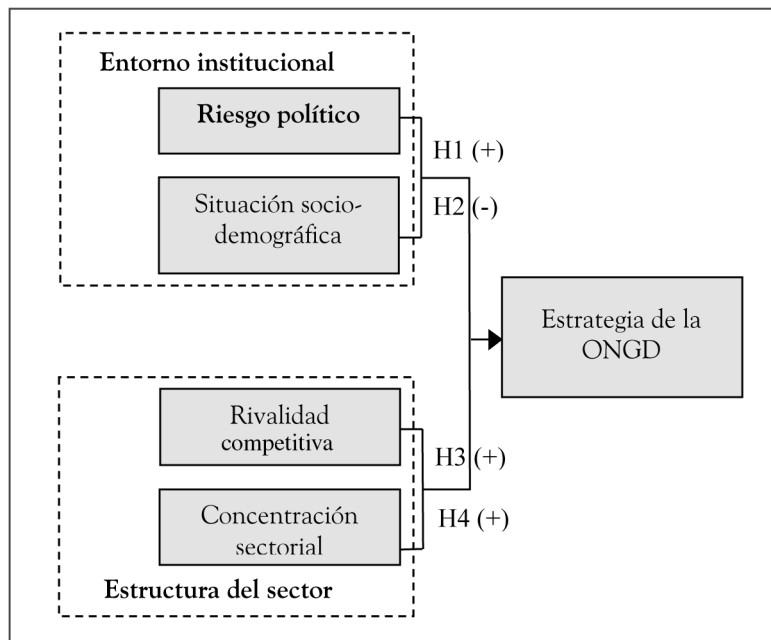 Entorno institucional
Riesgo político
H1 (+)
H2 (-)
Situación socio-
demográfica
Estrategia de la
ONGD
Rivalidad
competitiva
H3 (+)
H4 (+)
Concentración
sectorial
Estructura del sector